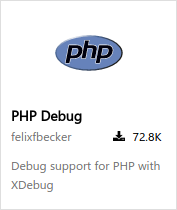 php
PHP Debug
felixfbecker 72.8K
Debug support for PHP with
XDebug